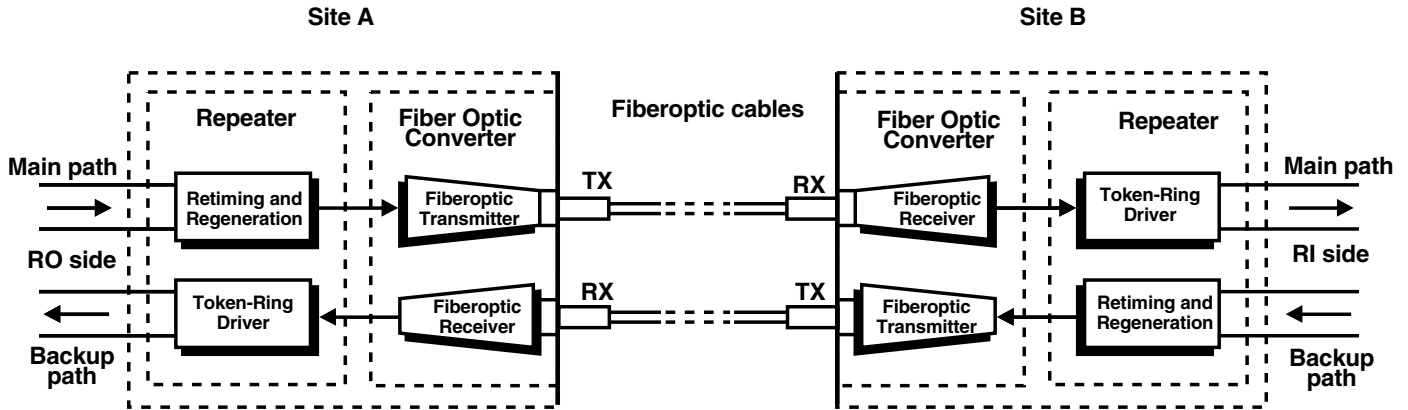 Site A
Site B
Fiberoptic cables
Repeater
Fiber Optic
Converter
Fiber Optic
Converter
Repeater
Main path
Retiming and
Regeneration
Fiberoptic
Transmitter
TX
RX
Fiberoptic
Receiver
Token-Ring
Driver
Main path
RO side
RI side
Token-Ring
Driver
Fiberoptic
Receiver
RX
TX
Fiberoptic
Transmitter
Retiming and
Regeneration
Backup
path
Backup
path